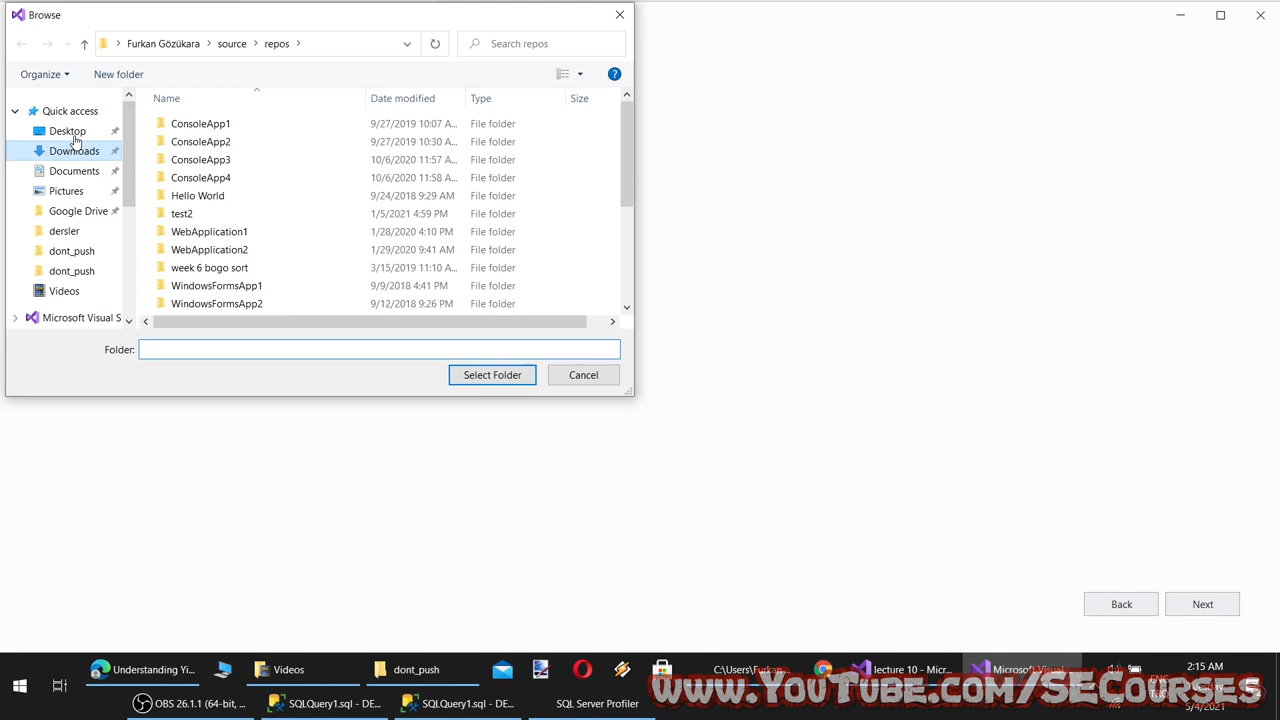 Browse
Furkan Gözükara
source
repos
Search repos
Organize
New folder
Quick access
Desktop
Downloads
Documents
Pictures
Google Drive
dersler
dont_push
dont_push
Videos
Microsoft Visual S
Name Date modified Type Size
ConsoleApp1 9/27/2019 10:07 A... File folder
ConsoleApp2 9/27/2019 10:30 A... File folder
ConsoleApp3 10/6/2020 11:57 A... File folder
ConsoleApp4 10/6/2020 11:58 A... File folder
Hello World 9/24/2018 9:29 AM File folder
test2 1/5/2021 4:59 PM File folder
WebApplication1 1/28/2020 4:10 PM File folder
WebApplication2 1/29/2020 9:41 AM File folder
week 6 bogo sort 3/15/2019 11:10 A... File folder
WindowsFormsApp1 9/9/2018 4:41 PM File folder
WindowsFormsApp2 9/12/2018 9:26 PM File folder
Folder:
Select Folder Cancel
Back Next
Understanding Yi... Videos dont_push C:\Users\Furkan lecture 10 - Micr... Microsoft Visual 2:15 AM
OBS 26.1.1 (64-bit, ... SQLQuery1.sql - DE... SQLQuery1.sql - DE... SQL Server Profiler
5/4/2021
www.YouTube.com/SECourses